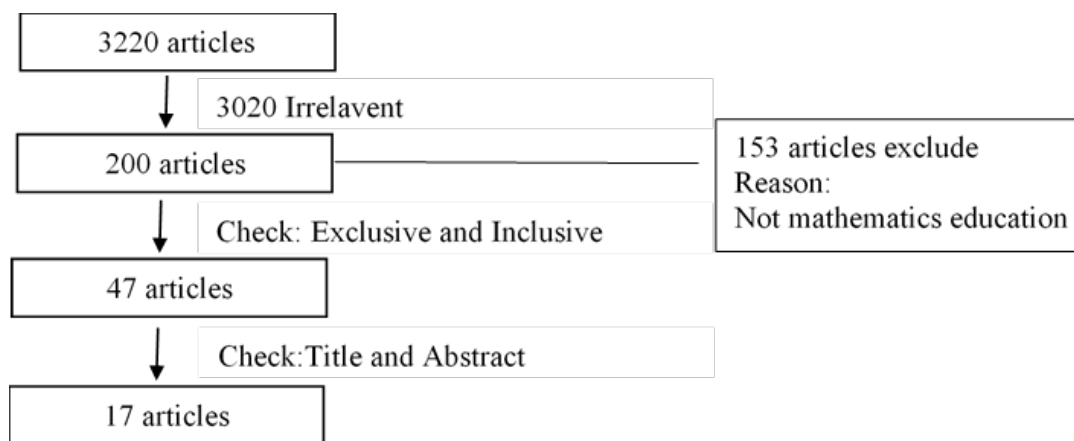 3220 articles
3020 Irrelavent
200 articles
153 articles exclude
Reason:
Not mathematics education
Check: Exclusive and Inclusive
47 articles
Check:Title and Abstract
17 articles